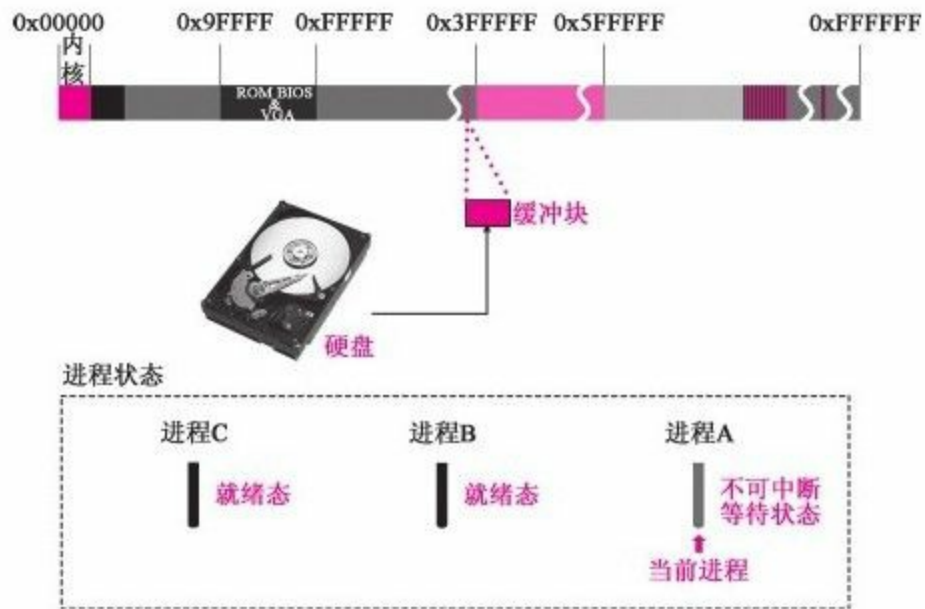 0x00000 0x9FFFF 0xFFFFF 0x3FFFFF 0x5FFFFF 0xFFFFFF
内
核
ROM BIOS
&
VGA
缓冲块
硬盘
进程状态
进程C 进程B 进程A
就绪态 就绪态 不可中断
等待状态
当前进程